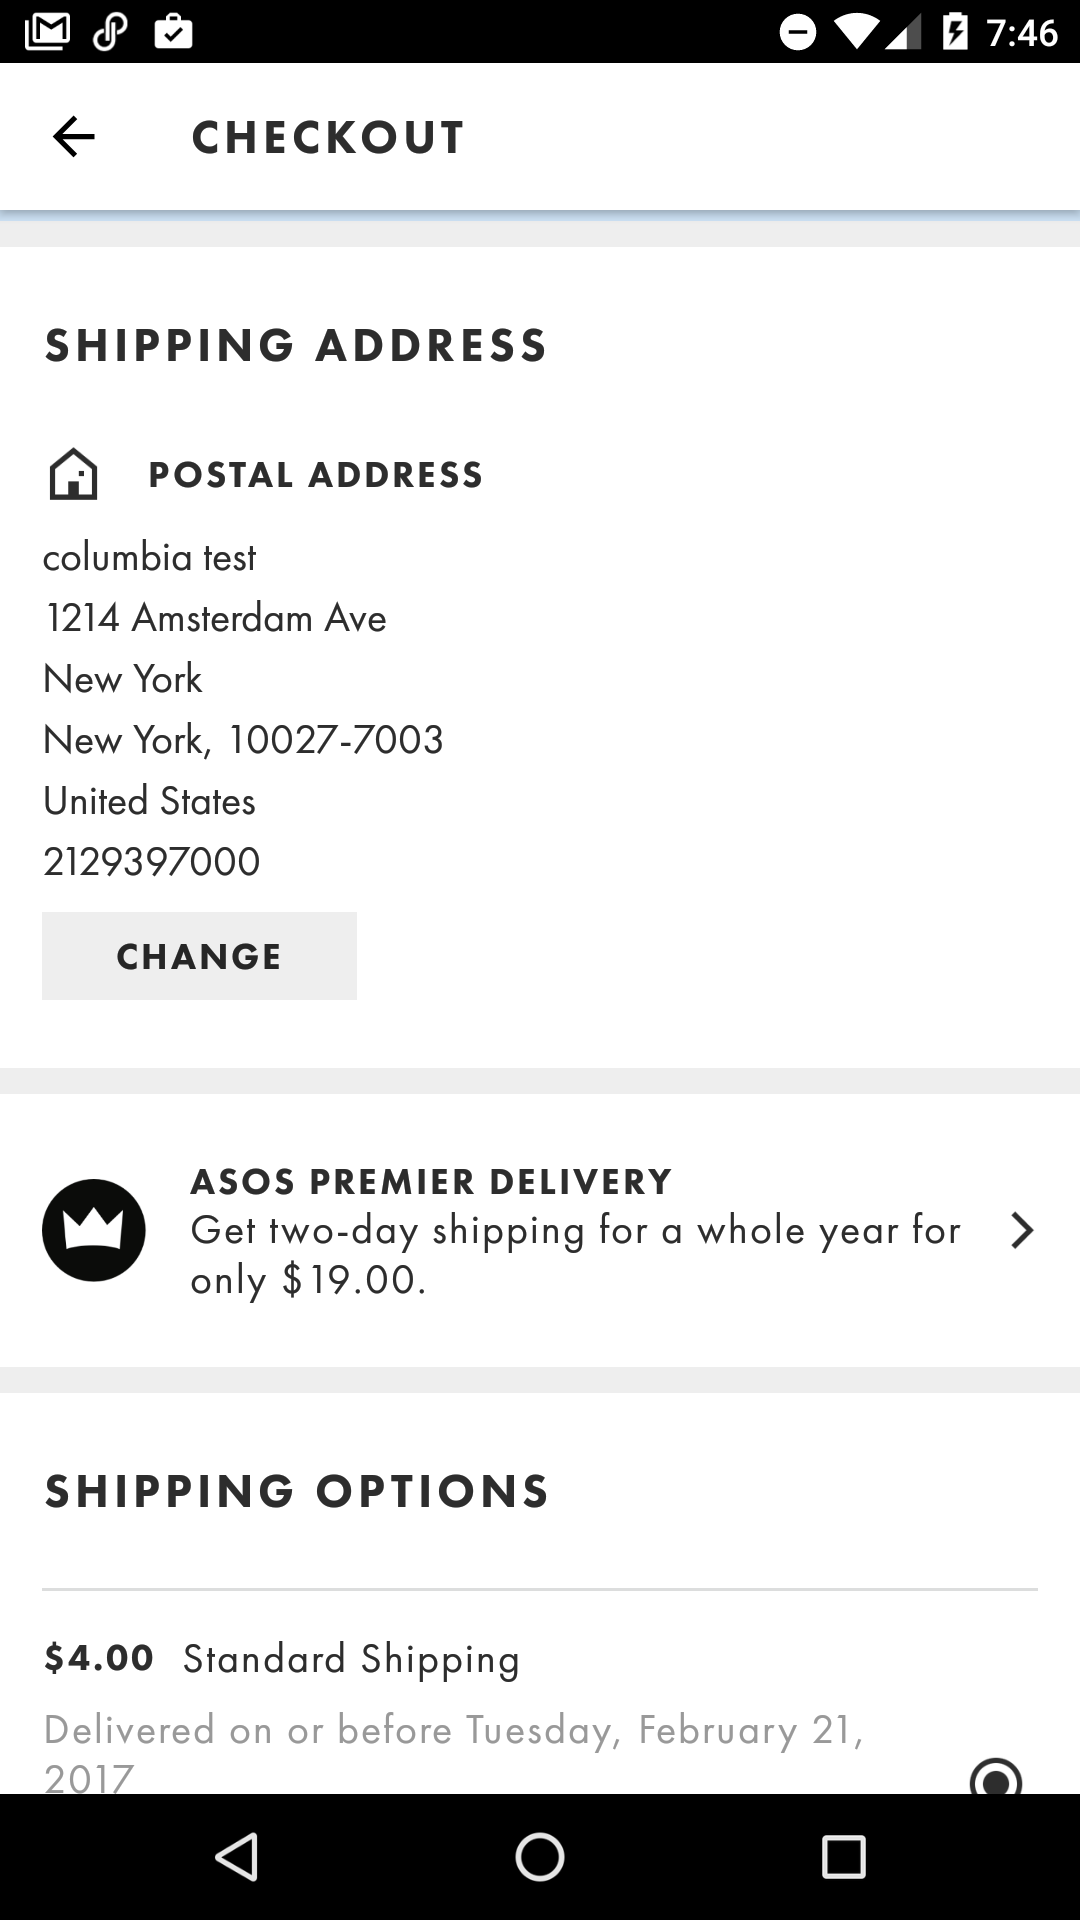 7:46
CHECKOUT
SHIPPING ADDRESS
POSTAL ADDRESS
columbia test
1214 Amsterdam Ave
New York
New York, 10027-7003
United States
2129397000
CHANGE
ASOS PREMIER DELIVERY
Get two-day shipping for a whole year for
only $19.00.
SHIPPING OPTIONS
$4.00 Standard Shipping
Delivered on or before Tuesday, February 21,
2017